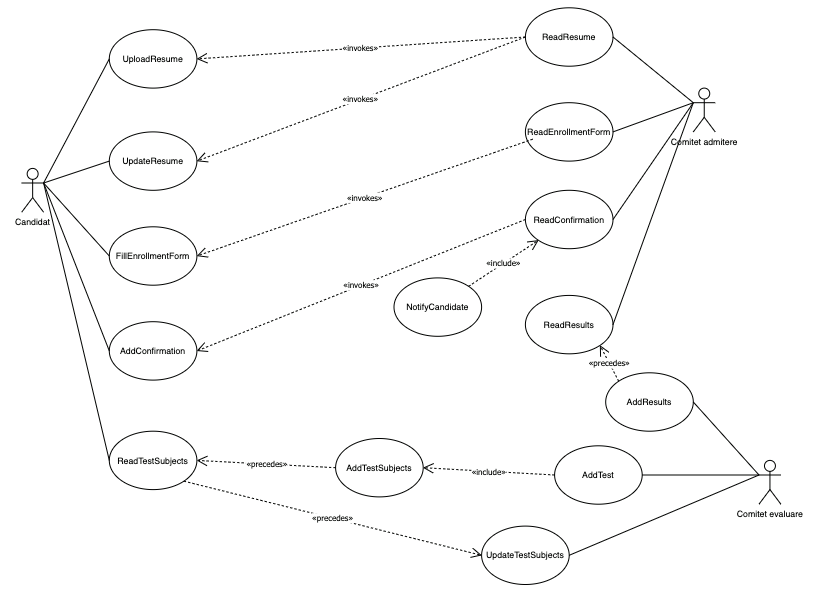 ReadResume
UploadResume
«invokes»
«invokes»
ReadEnrollmentForm
Comitet admitere
UpdateResume
«invokes»
Candidat
ReadConfirmation
FillEnrollmentForm
«include»
«invokes»
NotifyCandidate
ReadResults
AddConfirmation
«precedes»
AddResults
ReadTestSubjects
«precedes»
AddTestSubjects
«include»
AddTest
Comitet evaluare
«precedes»
UpdateTestSubjects